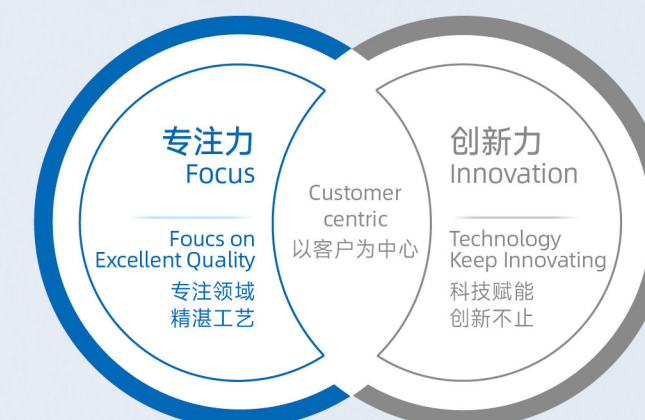 专注力
Focus
Foucs on
Excellent Quality
专注领域
精湛工艺
Customer
centric
以客户为中心
创新力
Innovation
Technology
Keep Innovating
科技赋能
创新不止